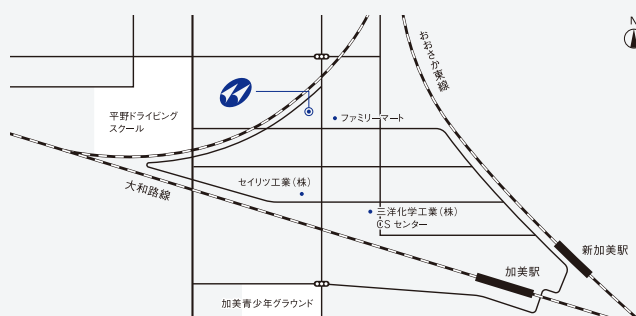 N
おおさか東線
平野ドライビング
スクール
ファミリーマート
セイリツ工業(株)
大和路線
三洋化学工業(株)
CSセンター
新加美駅
加美駅
加美青少年グラウンド